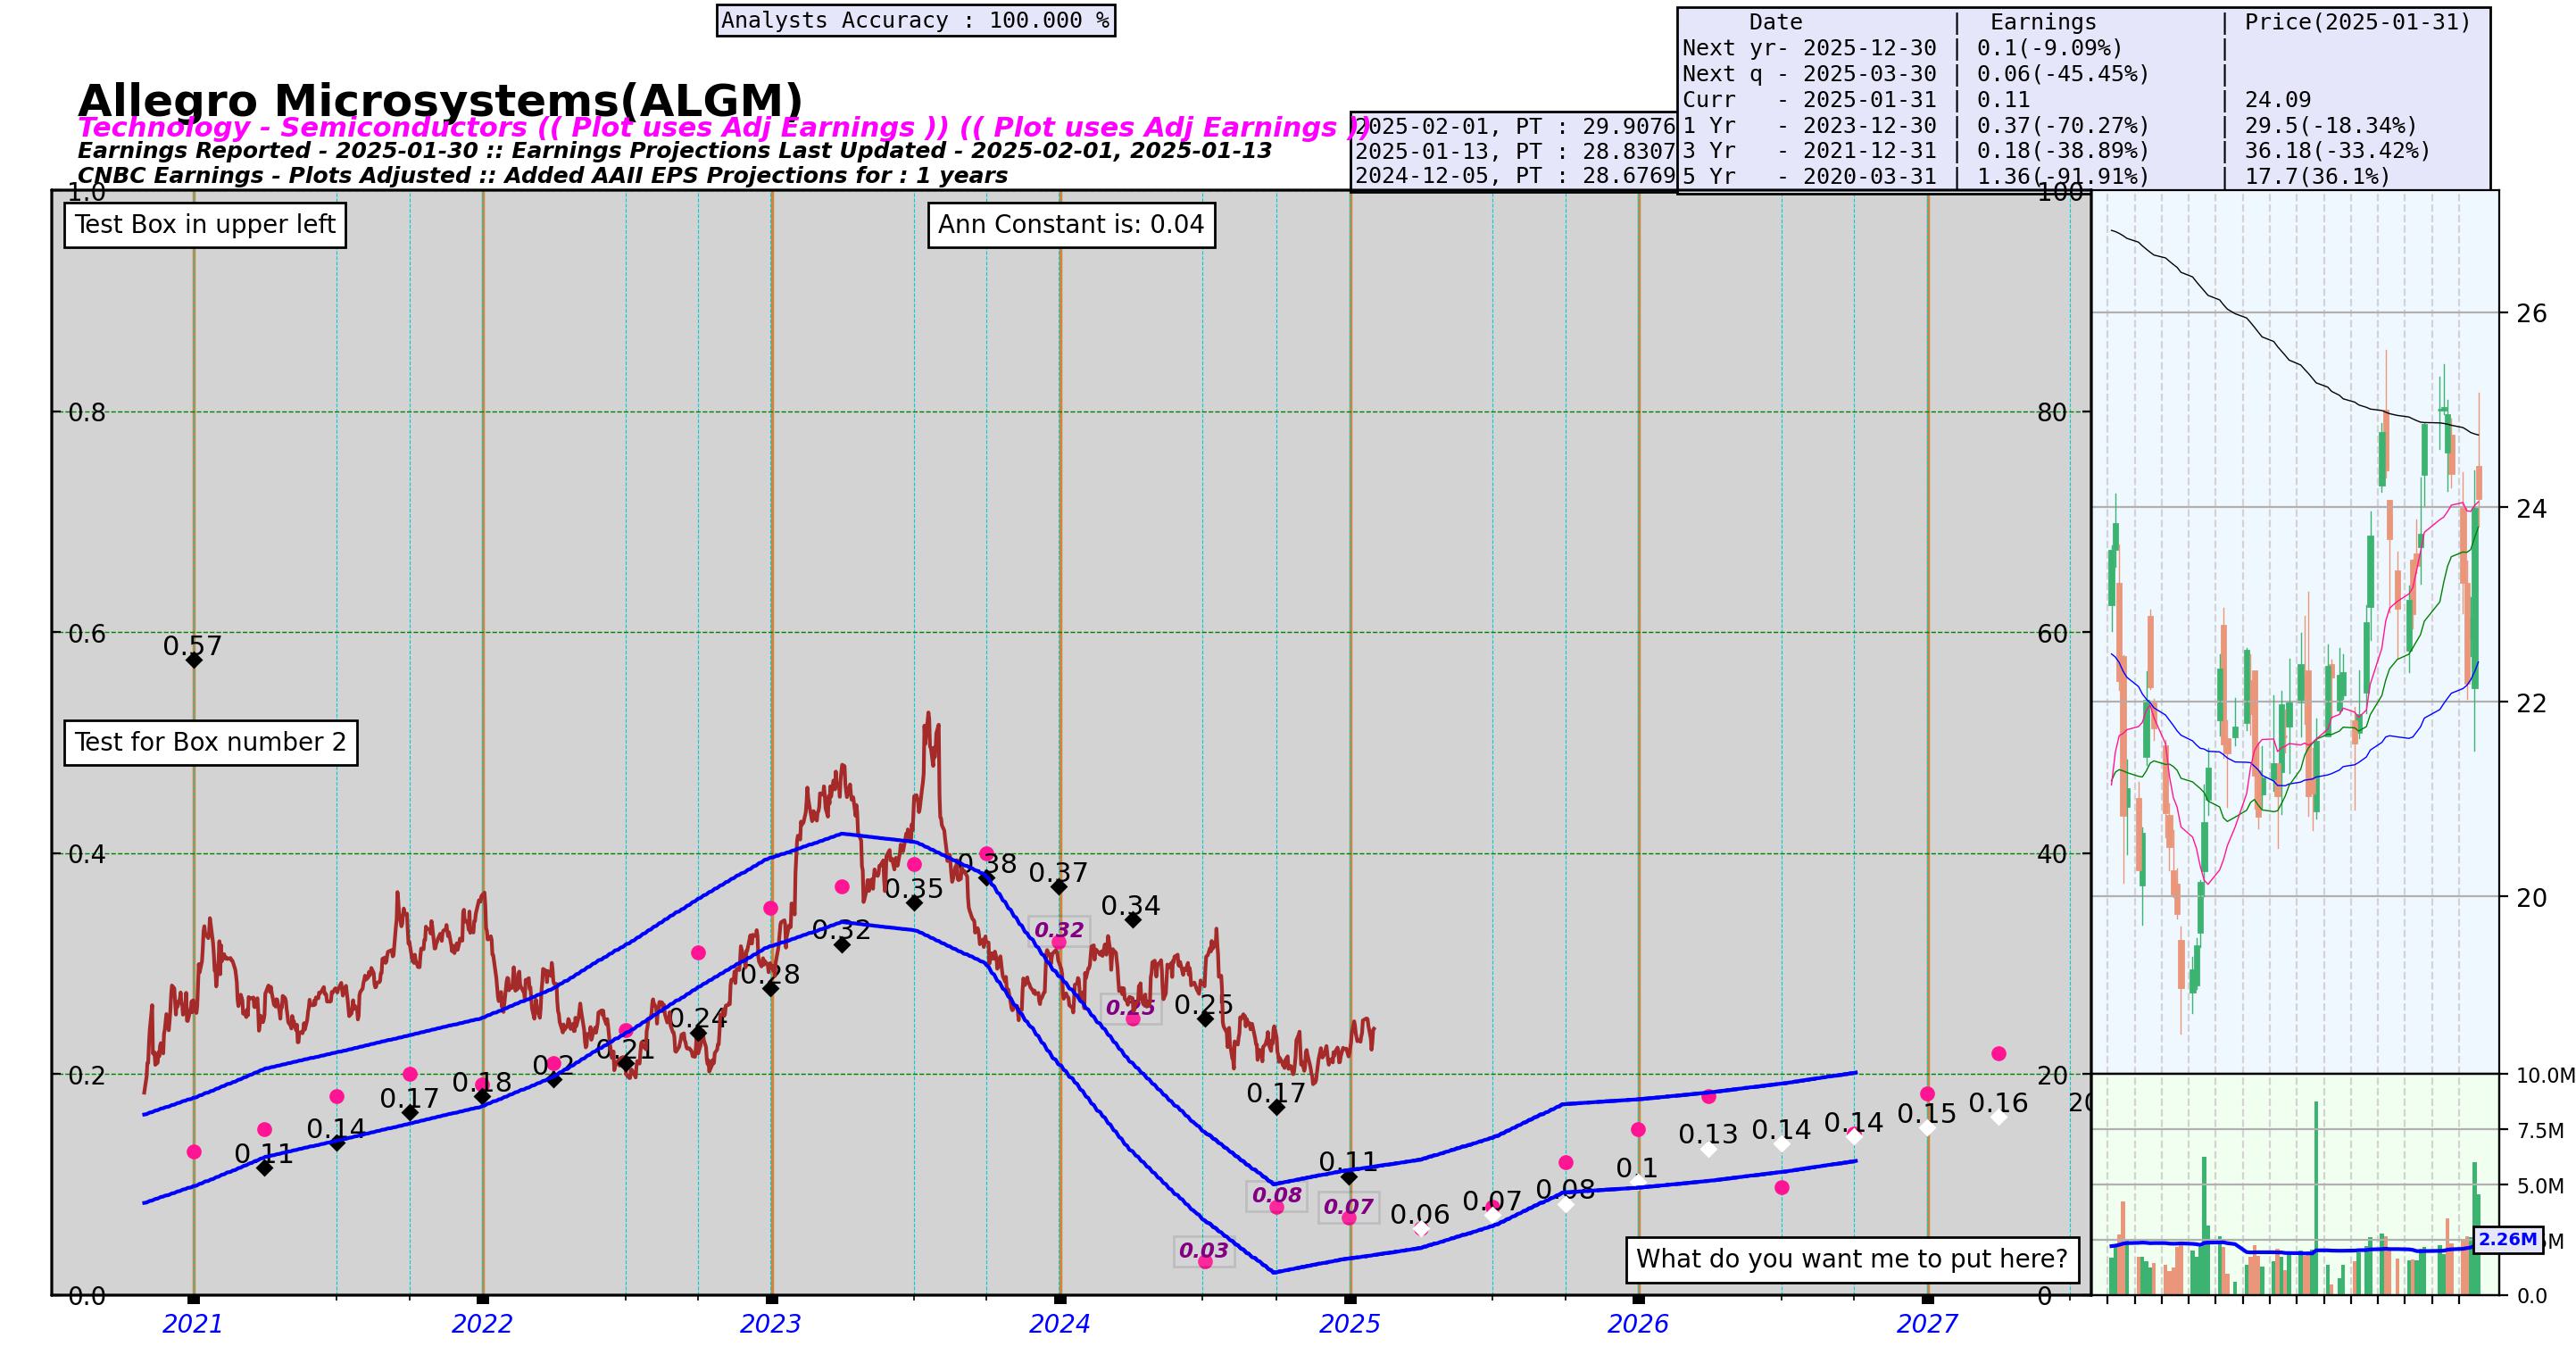 Analysts Accuracy : 100.000 %
Date | Earnings | Price(2025-01-31)
Next yr- 2025-12-30 | 0.1(-9.09%) |
Next q - 2025-03-30 | 0.06(-45.45%) |
Curr - 2025-01-31 | 0.11 | 24.09
1 Yr - 2023-12-30 | 0.37(-70.27%) | 29.5(-18.34%)
3 Yr - 2021-12-31 | 0.18(-38.89%) | 36.18(-33.42%)
5 Yr - 2020-03-31 | 1.36(-91.91%) | 17.7(36.1%)
Allegro Microsystems(ALGM)
Technology - Semiconductors (( Plot uses Adj Earnings )) (( Plot uses Adj Earnings ))
Earnings Reported - 2025-01-30 :: Earnings Projections Last Updated - 2025-02-01, 2025-01-13
CNBC Earnings - Plots Adjusted :: Added AAII EPS Projections for : 1 years
2025-02-01, PT : 29.9076
2025-01-13, PT : 28.8307
2024-12-05, PT : 28.6769
1.0
100
Test Box in upper left
Ann Constant is: 0.04
26
0.8
80
24
0.6
60
0.57
22
Test for Box number 2
0.4
40
0.38
0.37
0.35
0.34
20
0.32
0.32
0.28
0.25
0.25
0.24
0.21
0.2
0.2
20
10.0M
0.18
0.17
0.17
0.16
20
0.15
0.14
0.14
0.14
0.13
7.5M
0.11
0.11
0.1
0.08
0.08
0.07
0.07
0.06
5.0M
0.03
2.26M
What do you want me to put here?
0.0
0
0.0
2021
2022
2023
2024
2025
2026
2027